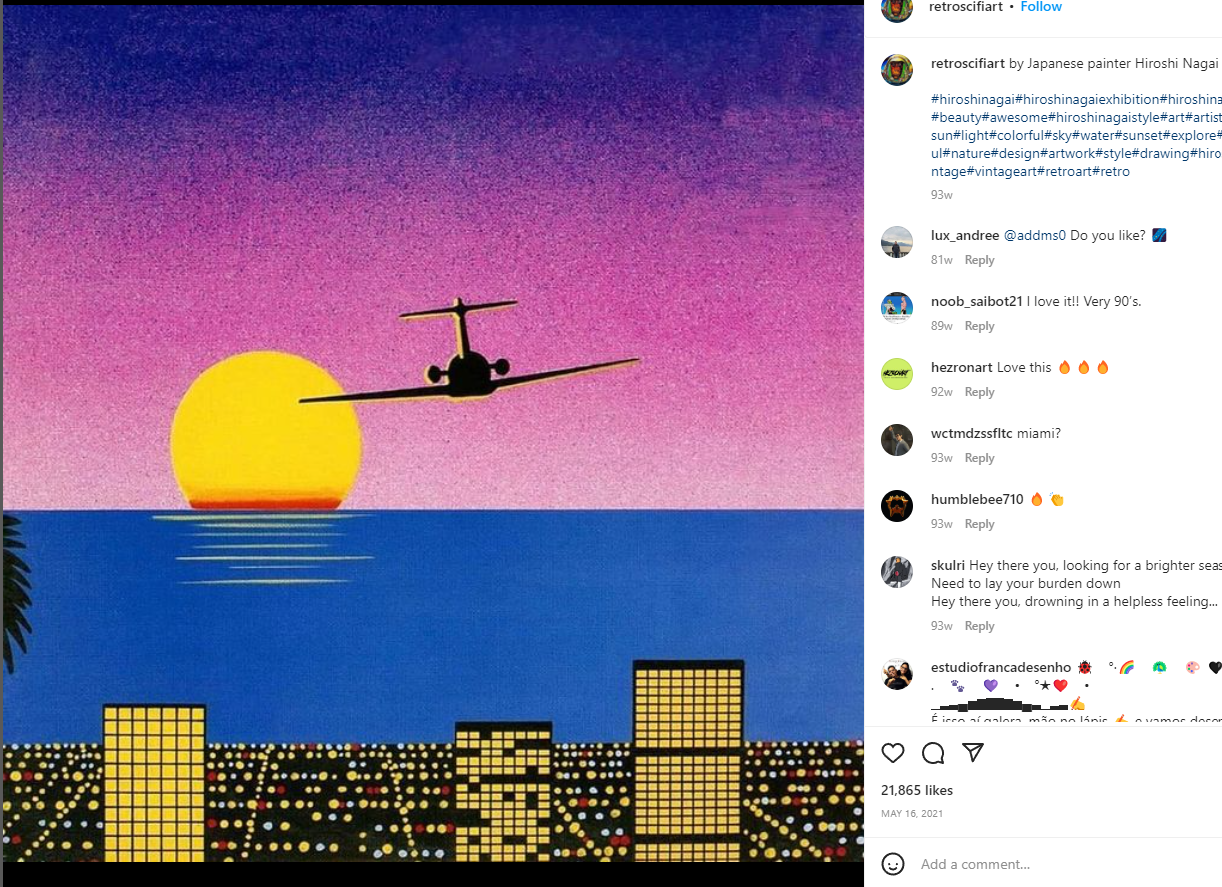 retroscifiart • Follow
retroscifiart by Japanese painter Hiroshi Nagai
#hiroshinagai#hiroshinagaiexhibition#hiroshina
#beauty#awesome#hiroshinagaistyle#art#artist
sun#light#colorful#sky#water#sunset#explore#
ul#nature#design#artwork#style#drawing#hiro
ntage#vintageart#retroart#retro
93w
lux_andree @addms0 Do you like? 🌌
81w Reply
noob_saibot21 I love it!! Very 90's.
89w Reply
hezronart Love this 🔥 🔥 🔥
92w Reply
wctmdzssfltc miami?
93w Reply
humblebee710 🔥 👏
93w Reply
skulri Hey there you, looking for a brighter seas
Need to lay your burden down
Hey there you, drowning in a helpless feeling...
93w Reply
estudiofrancadesenho 🐞 °·🌈 🦚 🎨 🖤
. 🐾 💜 • °★❤️ •
▁▂▃▄▅▆▇▇▆▅▄▃▂▁✍️
É isso aí galera, mão no lápis ✍️ e vamos desen
21,865 likes
MAY 16, 2021
Add a comment...